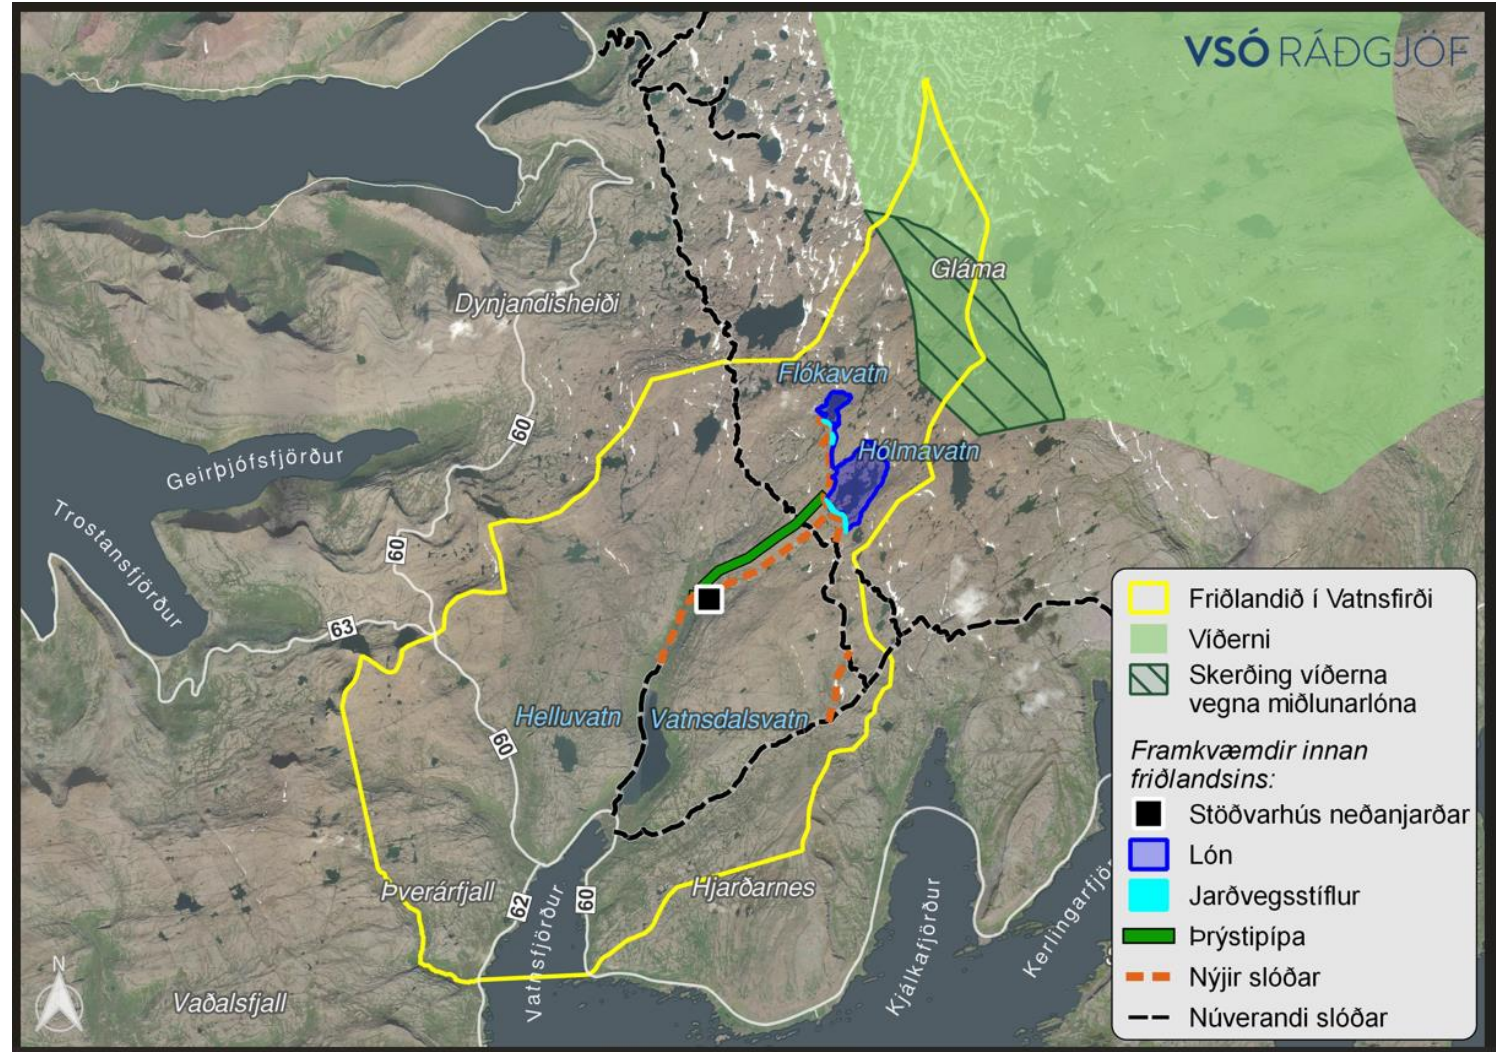 VSÓ RÁÐGJÖF
Gláma
Dynjandisheiði
Flókavatn
60
Hólmavatn
Geirþjófsfjörður
Trostansfjörður
60
63
Helluvatn
Vatnsdalsvatn
60
Þverárfjall
Hjarðarnes
62
60
Vatnsfjörður
Kjálkafjörður
Kerlingarfjö
N
Vaðalsfjall
Friðlandið í Vatnsfirði
Víðerni
Skerðing víðerna
vegna miðlunarlóna
Framkvæmdir innan
friðlandsins:
Stöðvarhús neðanjarðar
Lón
Jarðvegsstíflur
Þrýstipípa
Nýjir slóðar
Núverandi slóðar